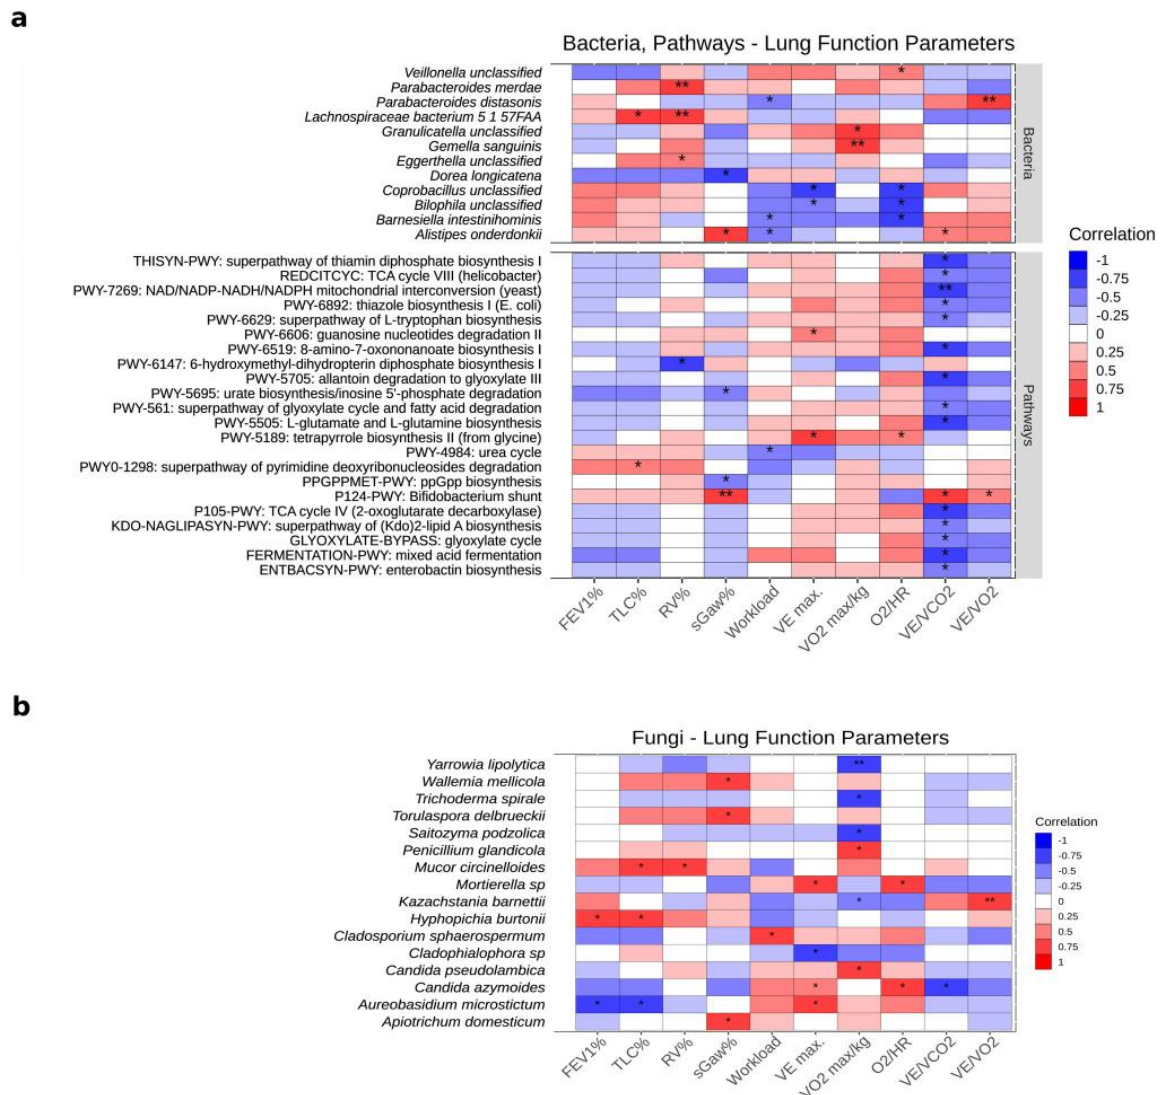 a
Bacteria, Pathways - Lung Function Parameters
Veillonella unclassified
Parabacteroides merdae
Parabacteroides distasonis
Lachnospiraceae bacterium 5 1 57FAA
Granulicatella unclassified
Gemella sanguinis
Eggerthella unclassified
Dorea longicatena
Coprobacillus unclassified
Bilophila unclassified
Barnesiella intestinihominis
Alistipes onderdonkii
Bacteria
THISYN-PWY: superpathway of thiamin diphosphate biosynthesis I
REDCITCYC: TCA cycle VIII (helicobacter)
PWY-7269: NAD/NADP-NADH/NADPH mitochondrial interconversion (yeast)
PWY-6892: thiazole biosynthesis I (E. coli)
PWY-6629: superpathway of L-tryptophan biosynthesis
PWY-6606: guanosine nucleotides degradation II
PWY-6519: 8-amino-7-oxononanoate biosynthesis I
PWY-6147: 6-hydroxymethyl-dihydropterin diphosphate biosynthesis I
PWY-5705: allantoin degradation to glyoxylate III
PWY-5695: urate biosynthesis/inosine 5'-phosphate degradation
PWY-561: superpathway of glyoxylate cycle and fatty acid degradation
PWY-5505: L-glutamate and L-glutamine biosynthesis
PWY-5189: tetrapyrrole biosynthesis II (from glycine)
PWY-4984: urea cycle
PWY0-1298: superpathway of pyrimidine deoxyribonucleosides degradation
PPGPPMET-PWY: ppGpp biosynthesis
P124-PWY: Bifidobacterium shunt
P105-PWY: TCA cycle IV (2-oxoglutarate decarboxylase)
KDO-NAGLIPASYN-PWY: superpathway of (Kdo)2-lipid A biosynthesis
GLYOXYLATE-BYPASS: glyoxylate cycle
FERMENTATION-PWY: mixed acid fermentation
ENTBACSYN-PWY: enterobactin biosynthesis
Pathways
FEV1% TLC% RV% sGaw% Workload VE max. VO2 max/kg O2/HR VE/VCO2 VE/VO2
Correlation
-1
-0.75
-0.5
-0.25
0
0.25
0.5
0.75
1
b
Fungi - Lung Function Parameters
Yarrowia lipolytica
Wallemia mellicola
Trichoderma spirale
Torulaspora delbrueckii
Saitozyma podzolica
Penicillium glandicola
Mucor circinelloides
Mortierella sp
Kazachstania barnettii
Hyphopichia burtonii
Cladosporium sphaerospermum
Cladophialophora sp
Candida pseudolambica
Candida azymoides
Aureobasidium microstictum
Apiotrichum domesticum
FEV1% TLC% RV% sGaw% Workload VE max. VO2 max/kg O2/HR VE/VCO2 VE/VO2
Correlation
-1
-0.75
-0.5
-0.25
0
0.25
0.5
0.75
1